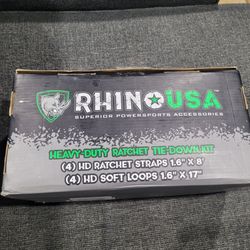 RHINO USA
SUPERIOR POWERSPORTS ACCESSORIES
HEAVY-DUTY RATCHET TIE-DOWN KIT
(4) HD RATCHET STRAPS 1.6" X 8'
(4) HD SOFT LOOPS 1.6" X 17"